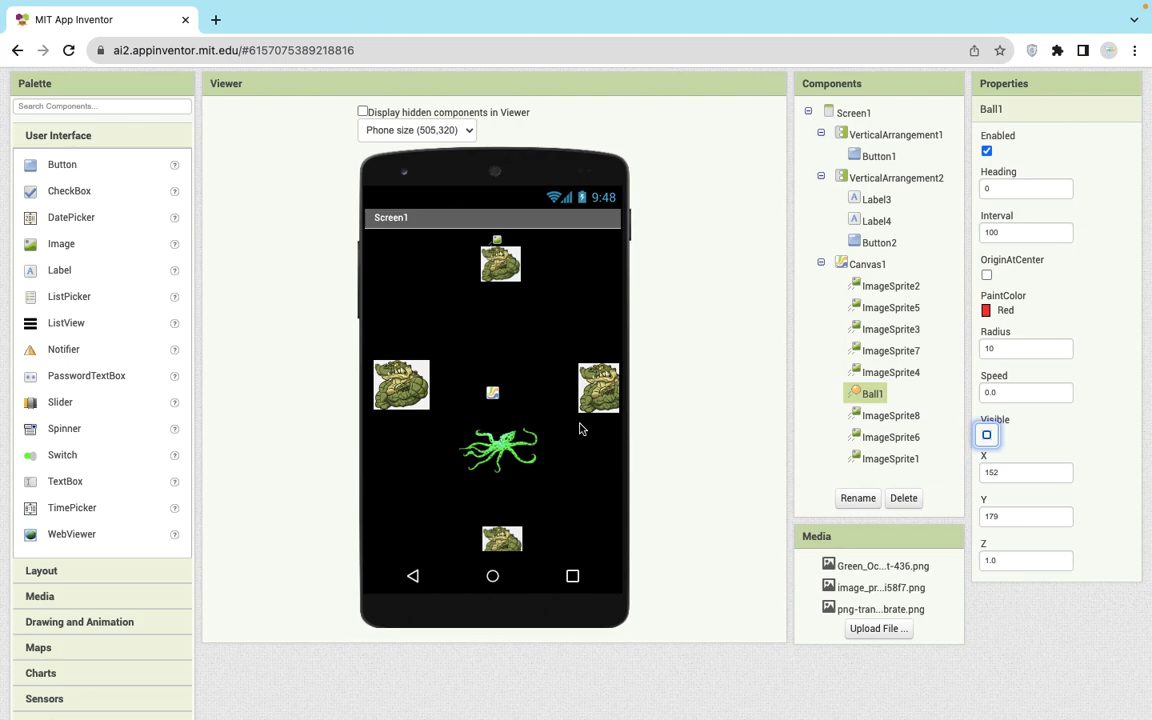 MIT App Inventor
ai2.appinventor.mit.edu/#6157075389218816
Palette
Search Components...
User Interface
Button
CheckBox
DatePicker
Image
Label
ListPicker
ListView
Notifier
PasswordTextBox
Slider
Spinner
Switch
TextBox
TimePicker
WebViewer
Layout
Media
Drawing and Animation
Maps
Charts
Sensors
Viewer
Display hidden components in Viewer
Phone size (505,320)
9:48
Screen1
Components
Screen1
VerticalArrangement1
Button1
VerticalArrangement2
Label3
Label4
Button2
Canvas1
ImageSprite2
ImageSprite5
ImageSprite3
ImageSprite7
ImageSprite4
Ball1
ImageSprite8
ImageSprite6
ImageSprite1
Rename Delete
Media
Green_Oc...t-436.png
image_pr...i58f7.png
png-tran...brate.png
Upload File ...
Properties
Ball1
Enabled
Heading
0
Interval
100
OriginAtCenter
PaintColor
Red
Radius
10
Speed
0.0
Visible
X
152
Y
179
Z
1.0